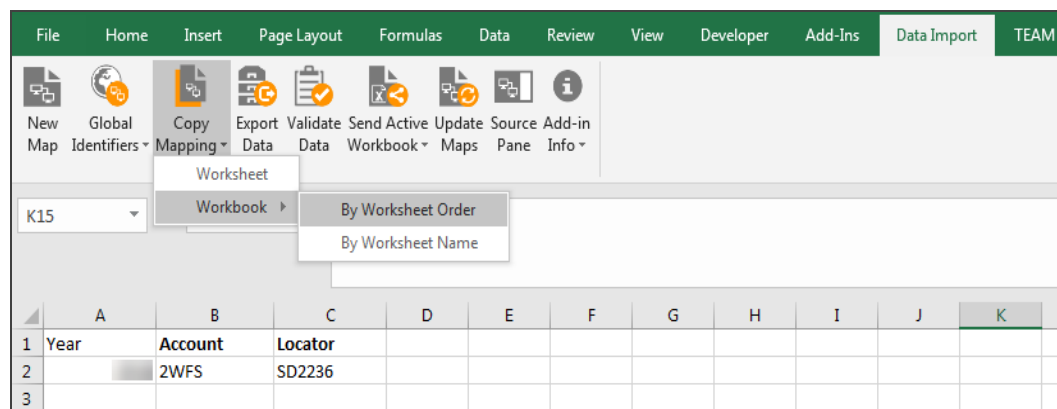 File Home Insert Page Layout Formulas Data Review View Developer Add-Ins Data Import TEAM
New Global Copy Export Validate Send Active Update Source Add-in
Map Identifiers Mapping Data Data Workbook Maps Pane Info
Worksheet
Workbook By Worksheet Order
By Worksheet Name
K15
A B C D E F G H I J K
1 Year Account Locator
2 2WFS SD2236
3